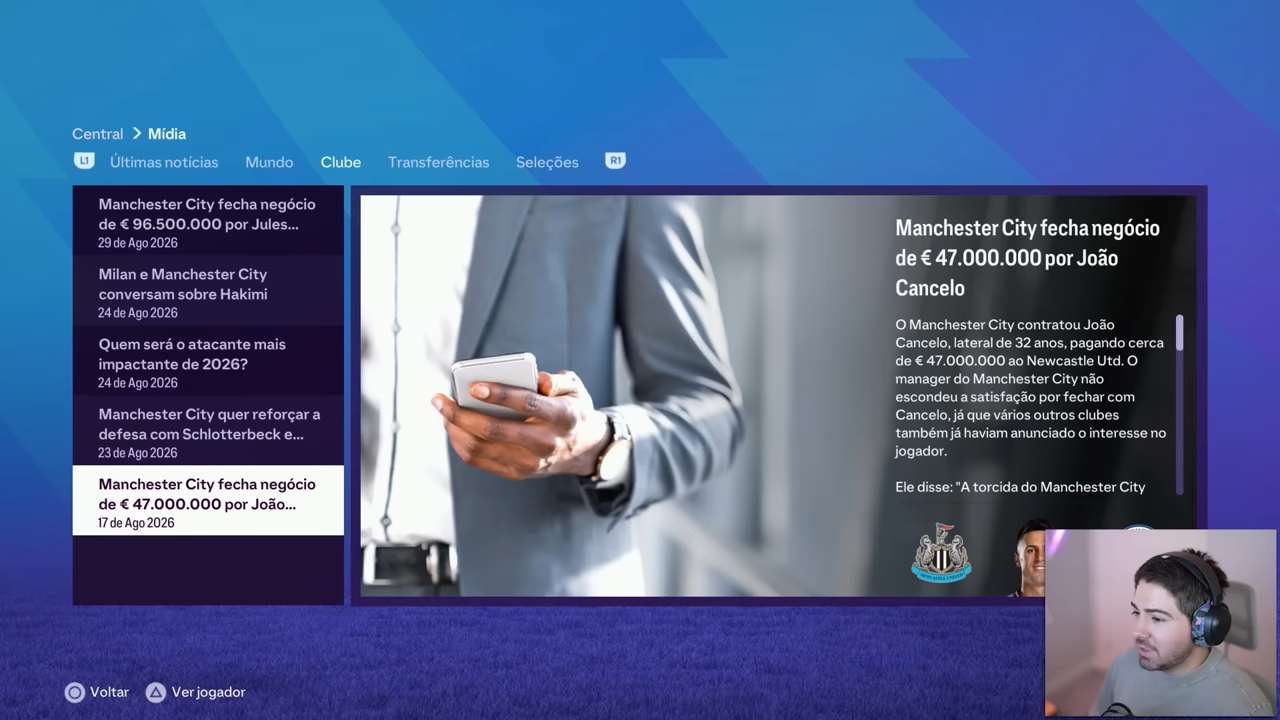 Central > Mídia
L1 Últimas notícias Mundo Clube Transferências Seleções R1
Manchester City fecha negócio
de € 96.500.000 por Jules...
29 de Ago 2026
Milan e Manchester City
conversam sobre Hakimi
24 de Ago 2026
Quem será o atacante mais
impactante de 2026?
24 de Ago 2026
Manchester City quer reforçar a
defesa com Schlotterbeck e...
23 de Ago 2026
Manchester City fecha negócio
de € 47.000.000 por João...
17 de Ago 2026
Manchester City fecha negócio
de € 47.000.000 por João
Cancelo
O Manchester City contratou João
Cancelo, lateral de 32 anos, pagando cerca
de € 47.000.000 ao Newcastle Utd. O
manager do Manchester City não
escondeu a satisfação por fechar com
Cancelo, já que vários outros clubes
também já haviam anunciado o interesse no
jogador.
Ele disse: "A torcida do Manchester City
NEWCASTLE UNITED
Voltar Ver jogador